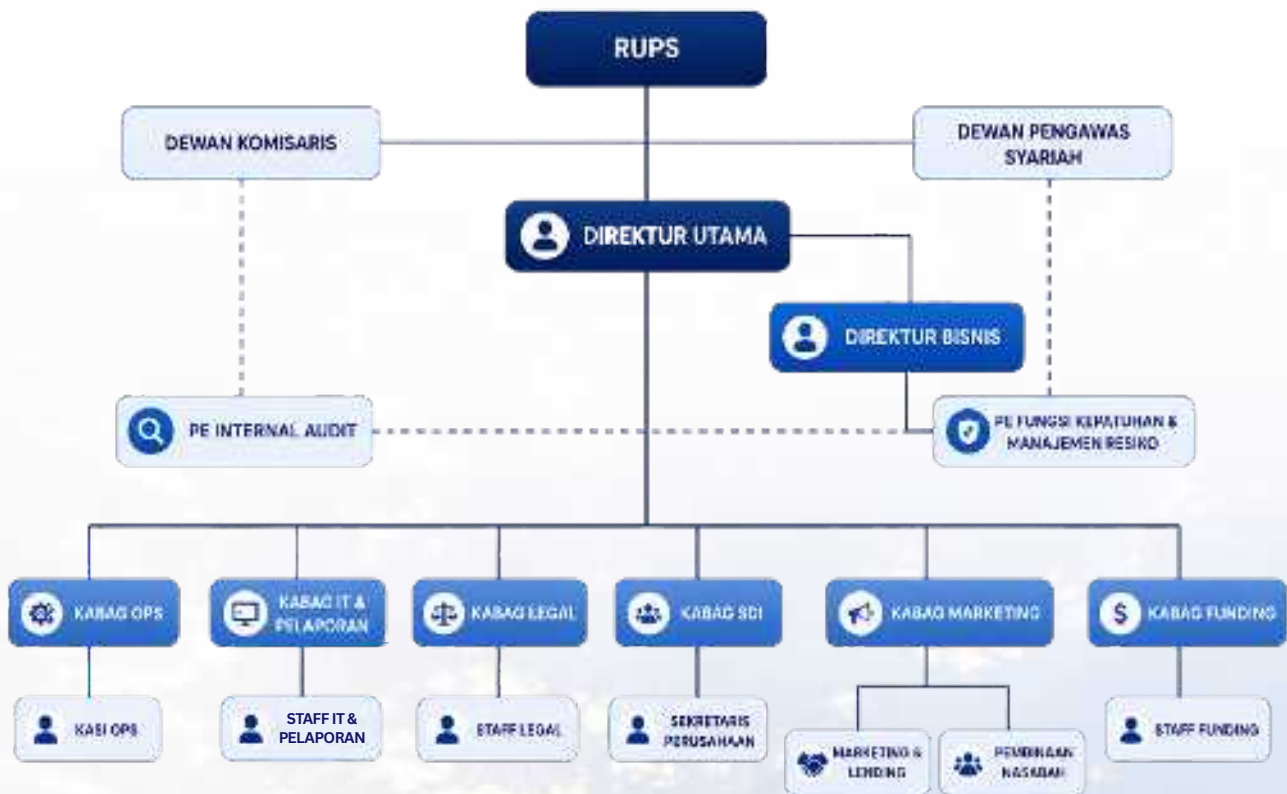 RUPS
DEWAN KOMISARIS
DEWAN PENGAWAS
SYARIAH
DIREKTUR UTAMA
DIREKTUR BISNIS
PE INTERNAL AUDIT
PE FUNGSI KEPATUHAN &
MANAJEMEN RESIKO
KABAG OPS
KABAG IT &
PELAPORAN
KABAG LEGAL
KABAG SDI
KABAG MARKETING
$
KABAG FUNDING
KASI OPS
STAFF IT &
PELAPORAN
STAFF LEGAL
SEKRETARIS
PERUSAHAAN
MARKETING &
LENDING
PEMBINAAN
NASABAH
STAFF FUNDING